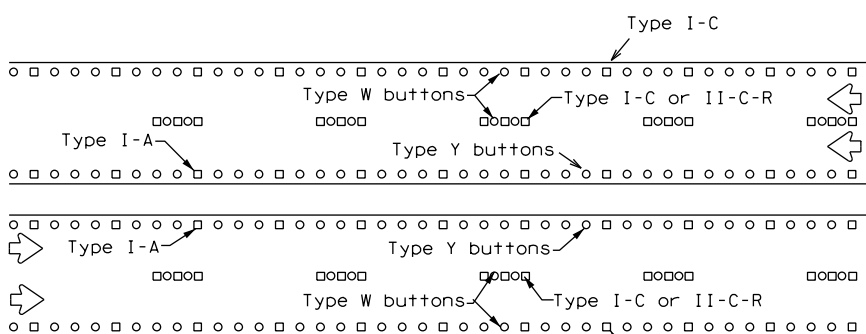 Type I-C
Type W buttons
Type I-C or II-C-R
Type I-A
Type Y buttons
Type I-A
Type Y buttons
Type W buttons
Type I-C or II-C-R